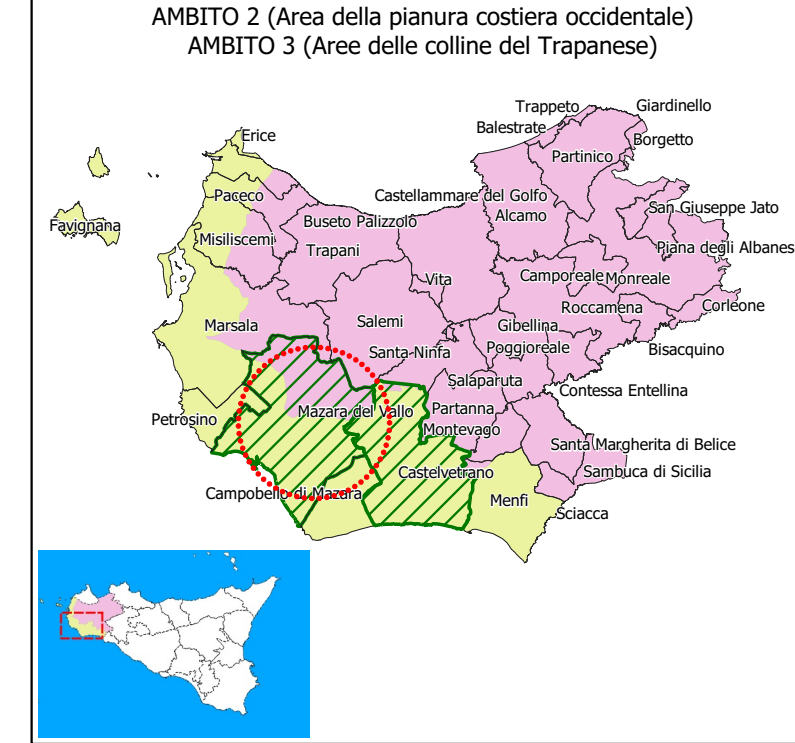 AMBITO 2 (Area della pianura costiera occidentale)
AMBITO 3 (Aree delle colline del Trapanese)
Trappeto
Giardinello
Balestrate
Borgetto
Erice
Partinico
Paceco
Castellammare del Golfo
San Giuseppe Jato
Favignana
Buseto Palizzolo
Alcamo
Misiliscemi
Trapani
Piana degli Albanes
Vita
Camporeale
Monreale
Roccamena
Corleone
Marsala
Salemi
Gibellina
Santa Ninfa
Poggioreale
Bisacquino
Salaparuta
Contessa Entellina
Petrosino
Mazara del Vallo
Partanna
Montevago
Santa Margherita di Belice
Castelvetrano
Sambuca di Sicilia
Campobello di Mazara
Menfi
Sciacca